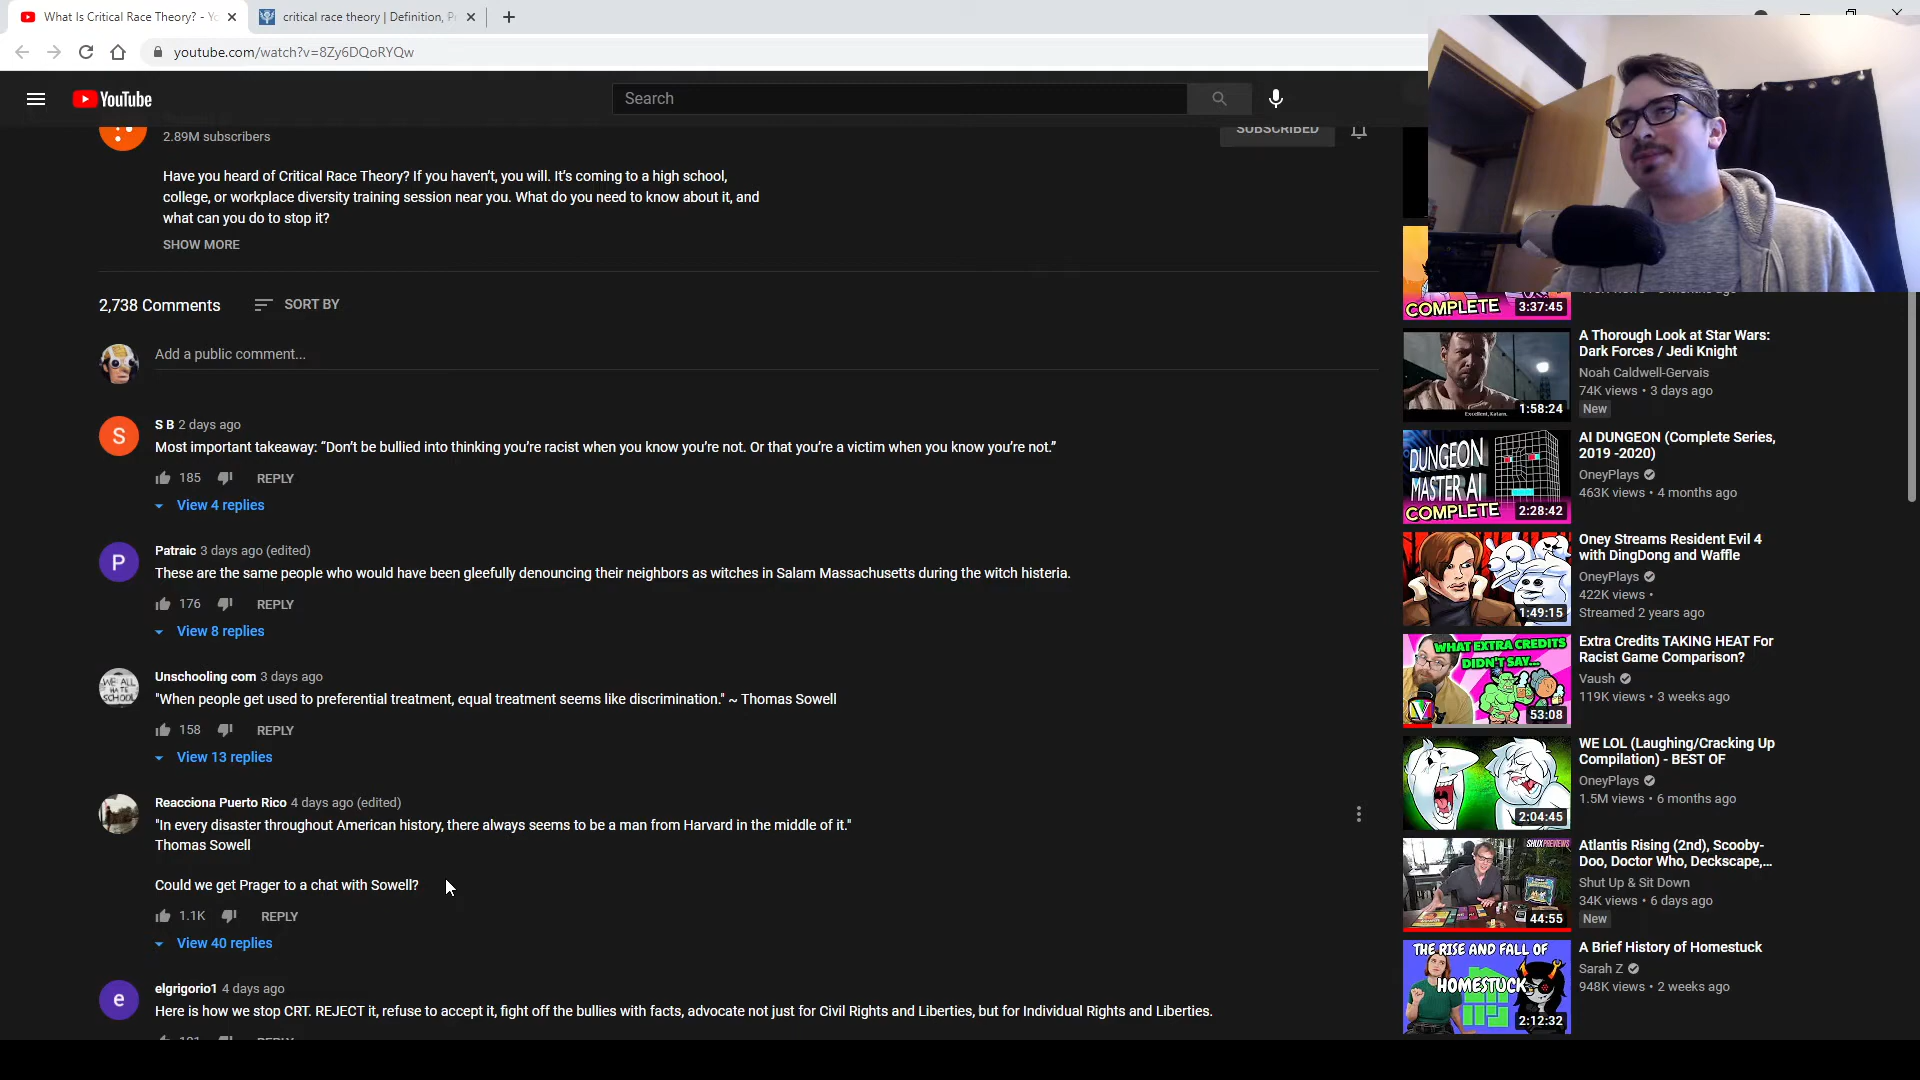 What Is Critical Race Theory? - Yo
critical race theory | Definition, Pr
youtube.com/watch?v=8Zy6DQoRYQw
YouTube
Search
2.89M subscribers
SUBSCRIBED
Have you heard of Critical Race Theory? If you haven't, you will. It's coming to a high school,
college, or workplace diversity training session near you. What do you need to know about it, and
what can you do to stop it?
SHOW MORE
2,738 Comments
SORT BY
Add a public comment...
S
S B 2 days ago
Most important takeaway: “Don’t be bullied into thinking you’re racist when you know you’re not. Or that you’re a victim when you know you’re not.”
185 REPLY
View 4 replies
P
Patraic 3 days ago (edited)
These are the same people who would have been gleefully denouncing their neighbors as witches in Salam Massachusetts during the witch histeria.
176 REPLY
View 8 replies
WE ALL
HATE
SCHOOL
Unschooling com 3 days ago
"When people get used to preferential treatment, equal treatment seems like discrimination." ~ Thomas Sowell
158 REPLY
View 13 replies
Reacciona Puerto Rico 4 days ago (edited)
"In every disaster throughout American history, there always seems to be a man from Harvard in the middle of it."
Thomas Sowell
Could we get Prager to a chat with Sowell?
1.1K REPLY
View 40 replies
e
elgrigorio1 4 days ago
Here is how we stop CRT. REJECT it, refuse to accept it, fight off the bullies with facts, advocate not just for Civil Rights and Liberties, but for Individual Rights and Liberties.
REPLY
COMPLETE
3:37:45
Excellent, Katarn.
1:58:24
A Thorough Look at Star Wars:
Dark Forces / Jedi Knight
Noah Caldwell-Gervais
74K views • 3 days ago
New
DUNGEON
MASTER AI
COMPLETE
2:28:42
AI DUNGEON (Complete Series,
2019 -2020)
OneyPlays
463K views • 4 months ago
1:49:15
Oney Streams Resident Evil 4
with DingDong and Waffle
OneyPlays
422K views •
Streamed 2 years ago
WHAT EXTRA CREDITS
DIDN'T SAY...
V
53:08
Extra Credits TAKING HEAT For
Racist Game Comparison?
Vaush
119K views • 3 weeks ago
2:04:45
WE LOL (Laughing/Cracking Up
Compilation) - BEST OF
OneyPlays
1.5M views • 6 months ago
SHUX PREVIEWS
44:55
Atlantis Rising (2nd), Scooby-
Doo, Doctor Who, Deckscape,...
Shut Up & Sit Down
34K views • 6 days ago
New
THE RISE AND FALL OF
HOMESTUCK
2:12:32
A Brief History of Homestuck
Sarah Z
948K views • 2 weeks ago